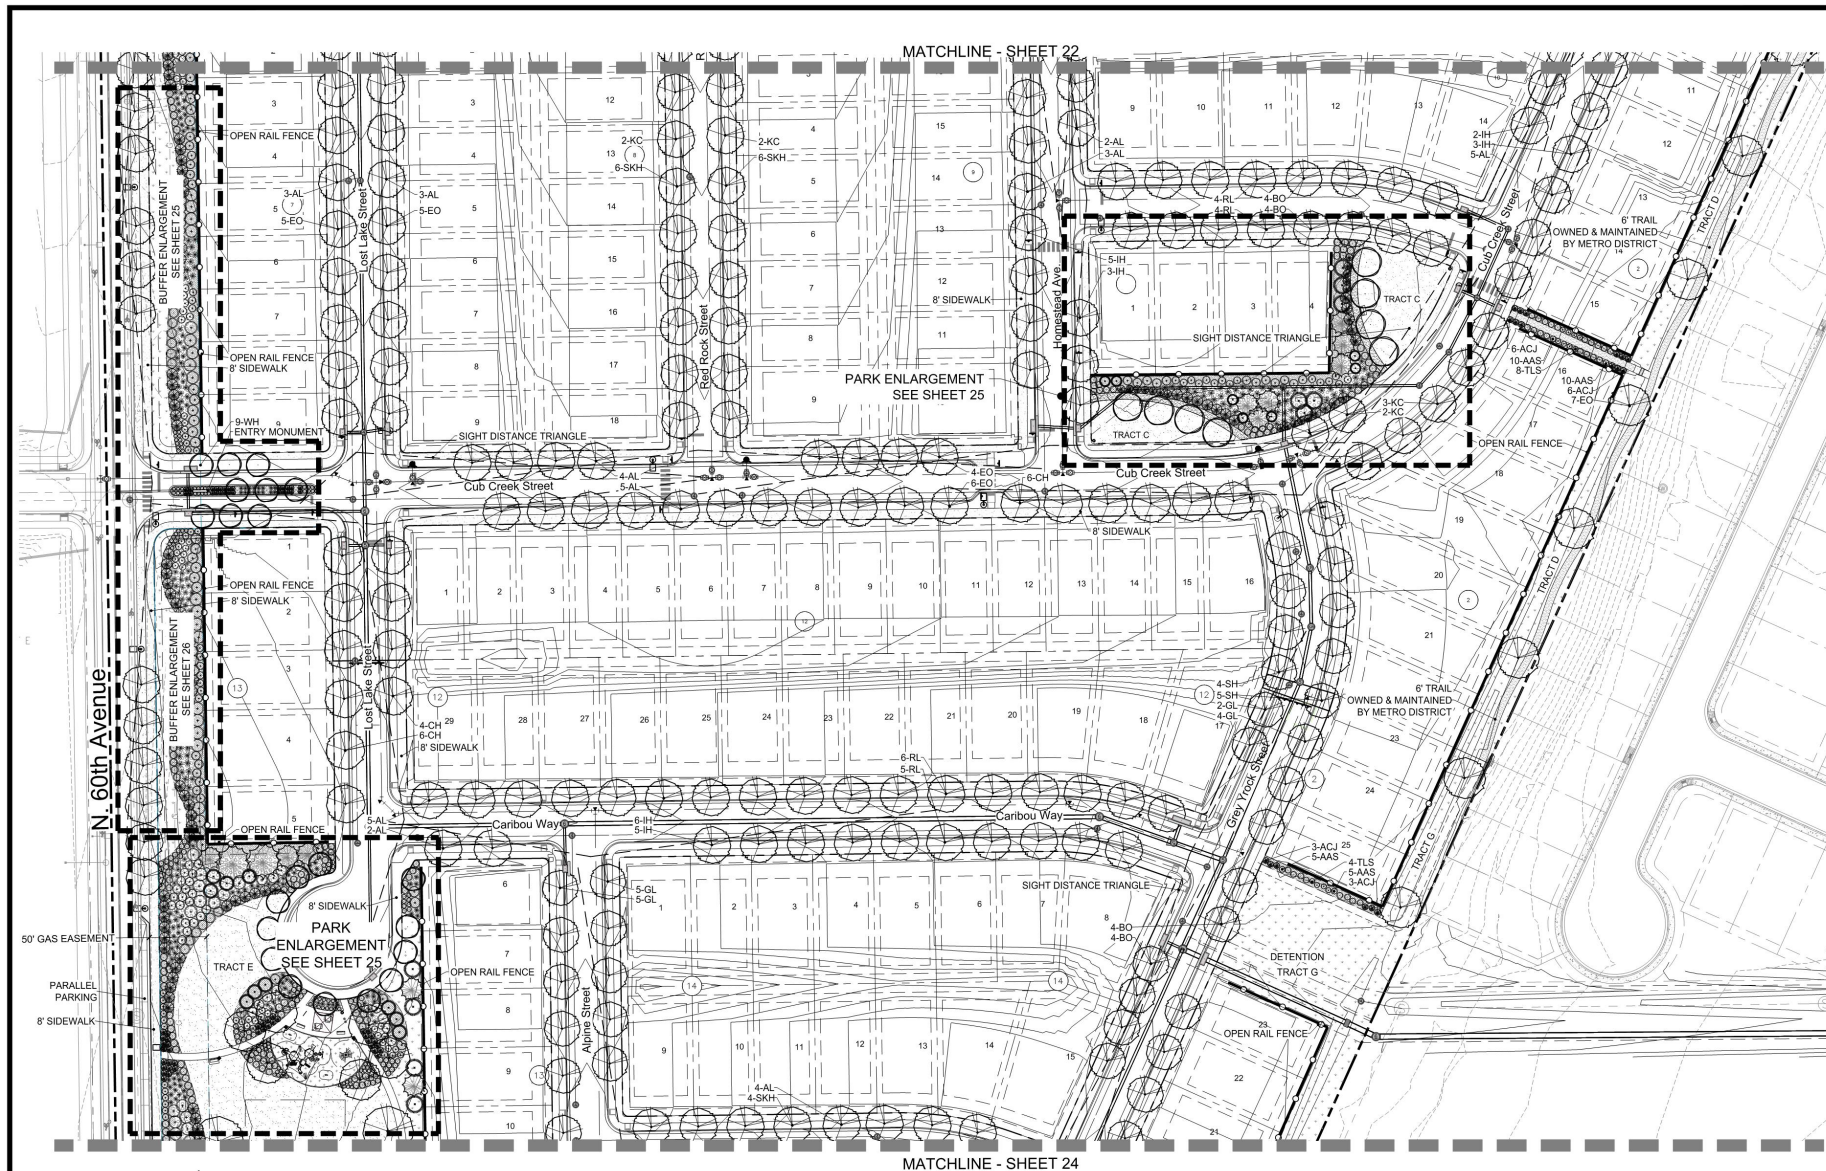 MATCHLINE - SHEET 22
OPEN RAIL FENCE
BUFFER ENLARGEMENT
SEE SHEET 25
OPEN RAIL FENCE
8' SIDEWALK
9-WH
ENTRY MONUMENT
3
4
5
6
7
9
3-AL
7
5-EO
Lost Lake Street
3-AL
5-EO
3
4
5
6
7
8
9
12
13
14
15
16
17
18
8
2-KC
6-SKH
2-KC
6-SKH
Red Rock Street
3
4
5
6
7
8
9
15
14
13
12
11
9
8' SIDEWALK
PARK ENLARGEMENT
SEE SHEET 25
Homestead Ave.
2-AL
3-AL
9
10
11
12
13
14
10
2-IH
3-IH
5-AL
4-RL
4-RL
4-BO
4-BO
5-IH
3-IH
1
2
3
4
TRACT C
SIGHT DISTANCE TRIANGLE
TRACT C
3-KC
2-KC
Cub Creek Street
11
12
13
14
2
15
6' TRAIL
OWNED & MAINTAINED
BY METRO DISTRICT
TRACT D
6-ACJ
10-AAS
8-TLS
16
10-AAS
6-ACJ
7-EO
17
OPEN RAIL FENCE
18
SIGHT DISTANCE TRIANGLE
Cub Creek Street
4-AL
5-AL
4-EO
6-EO
6-CH
Cub Creek Street
8' SIDEWALK
OPEN RAIL FENCE
8' SIDEWALK
BUFFER ENLARGEMENT
SEE SHEET 26
N. 60th Avenue
1
2
3
4
5
13
Lost Lake Street
1
2
3
4
5
6
7
8
9
10
11
12
13
14
15
16
12
12
29
28
27
26
25
24
23
22
21
20
19
18
17
12
4-CH
6-CH
8' SIDEWALK
4-SH
5-SH
2-GL
4-GL
19
20
2
21
TRACT D
6' TRAIL
OWNED & MAINTAINED
BY METRO DISTRICT
23
24
2
Grey Yrock Street
6-RL
5-RL
OPEN RAIL FENCE
5-AL
2-AL
Caribou Way
6-IH
5-IH
Caribou Way
3-ACJ
5-AAS
25
4-TLS
5-AAS
3-ACJ
TRACT G
SIGHT DISTANCE TRIANGLE
8' SIDEWALK
PARK
ENLARGEMENT
SEE SHEET 25
50' GAS EASEMENT
TRACT E
OPEN RAIL FENCE
PARALLEL
PARKING
8' SIDEWALK
6
7
8
9
10
13
5-GL
5-GL
Alpine Street
1
2
3
4
5
6
7
8
4-BO
4-BO
14
14
9
10
11
12
13
14
15
4-AL
4-SKH
DETENTION
TRACT G
23
OPEN RAIL FENCE
22
21
MATCHLINE - SHEET 24